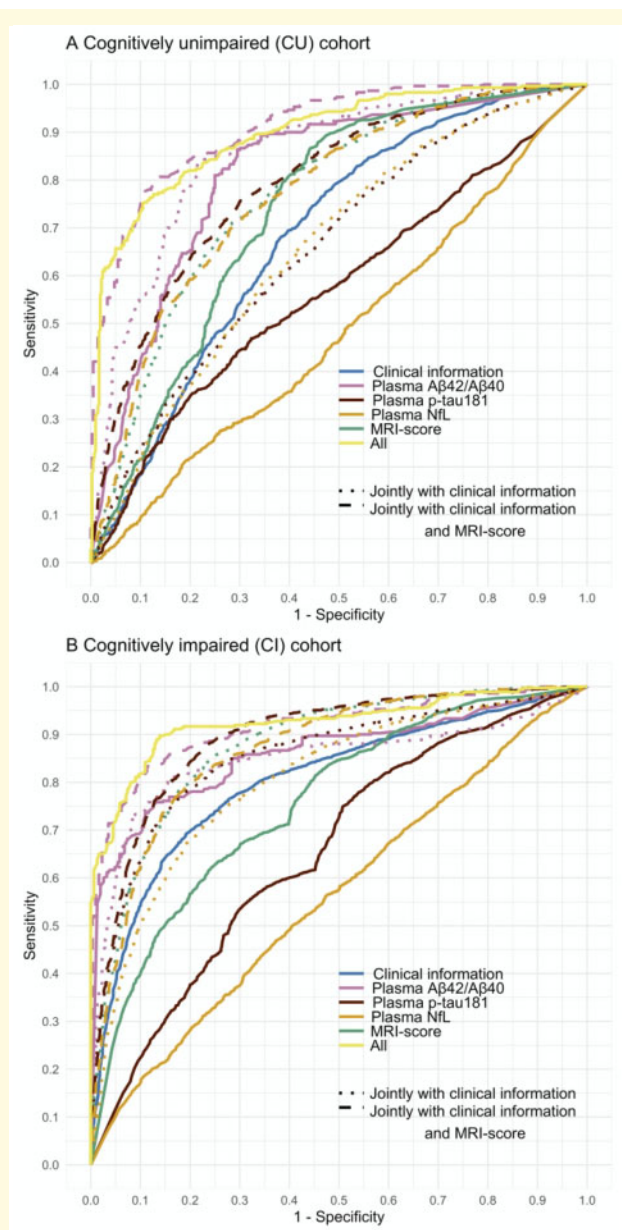 A Cognitively unimpaired (CU) cohort
1.0
0.9
0.8
0.7
0.6
0.5
0.4
0.3
0.2
0.1
0.0
Sensitivity
Clinical information
Plasma Aβ42/Aβ40
Plasma p-tau181
Plasma NfL
MRI-score
All
Jointly with clinical information
Jointly with clinical information
and MRI-score
0.0 0.1 0.2 0.3 0.4 0.5 0.6 0.7 0.8 0.9 1.0
1 - Specificity
B Cognitively impaired (CI) cohort
1.0
0.9
0.8
0.7
0.6
0.5
0.4
0.3
0.2
0.1
0.0
Sensitivity
Clinical information
Plasma Aβ42/Aβ40
Plasma p-tau181
Plasma NfL
MRI-score
All
Jointly with clinical information
Jointly with clinical information
and MRI-score
0.0 0.1 0.2 0.3 0.4 0.5 0.6 0.7 0.8 0.9 1.0
1 - Specificity